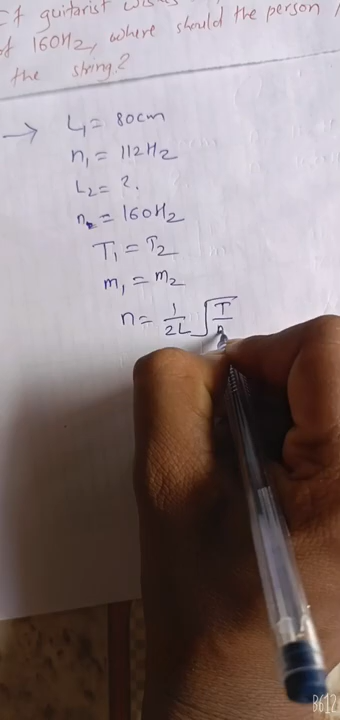 guitarist
of 160Hz, where should the person
the string?
→ L₁ = 80cm
n₁ = 112Hz
L₂ = ?.
n₂ = 160Hz
T₁ = T₂
m₁ = m₂
n = 1/2L √T/
B612